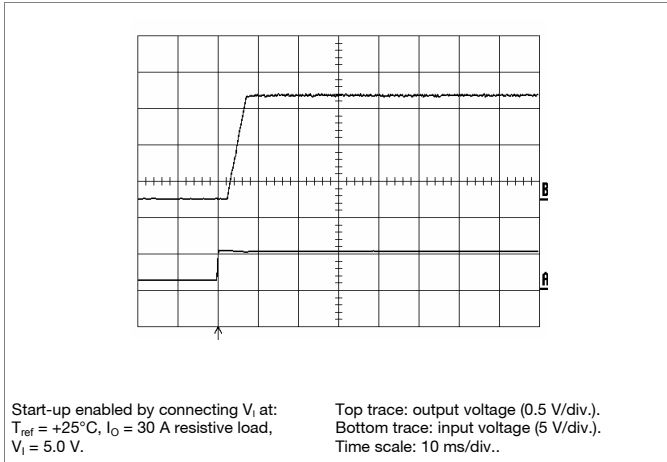 B
A
Start-up enabled by connecting VI at:
Tref = +25°C, IO = 30 A resistive load,
VI = 5.0 V.
Top trace: output voltage (0.5 V/div.).
Bottom trace: input voltage (5 V/div.).
Time scale: 10 ms/div..